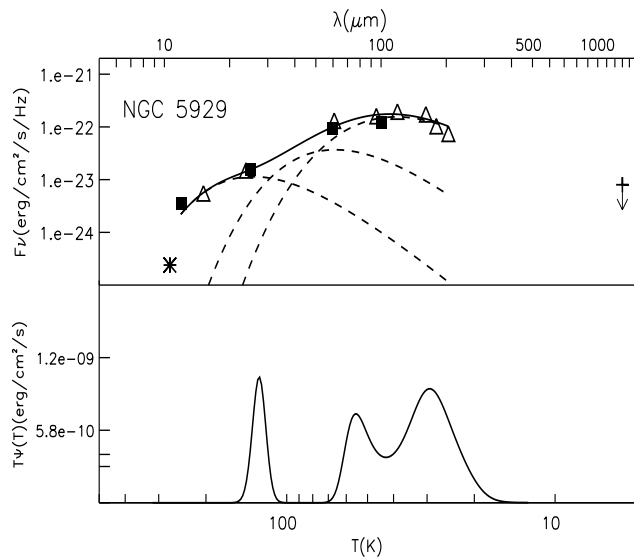 λ(μm)
10
100
200
500
1000
1.e-21
1.e-22
1.e-23
1.e-24
Fν(erg/cm²/s/Hz)
NGC 5929
1.2e-09
5.8e-10
TΨ(T)(erg/cm²/s)
100
10
T(K)